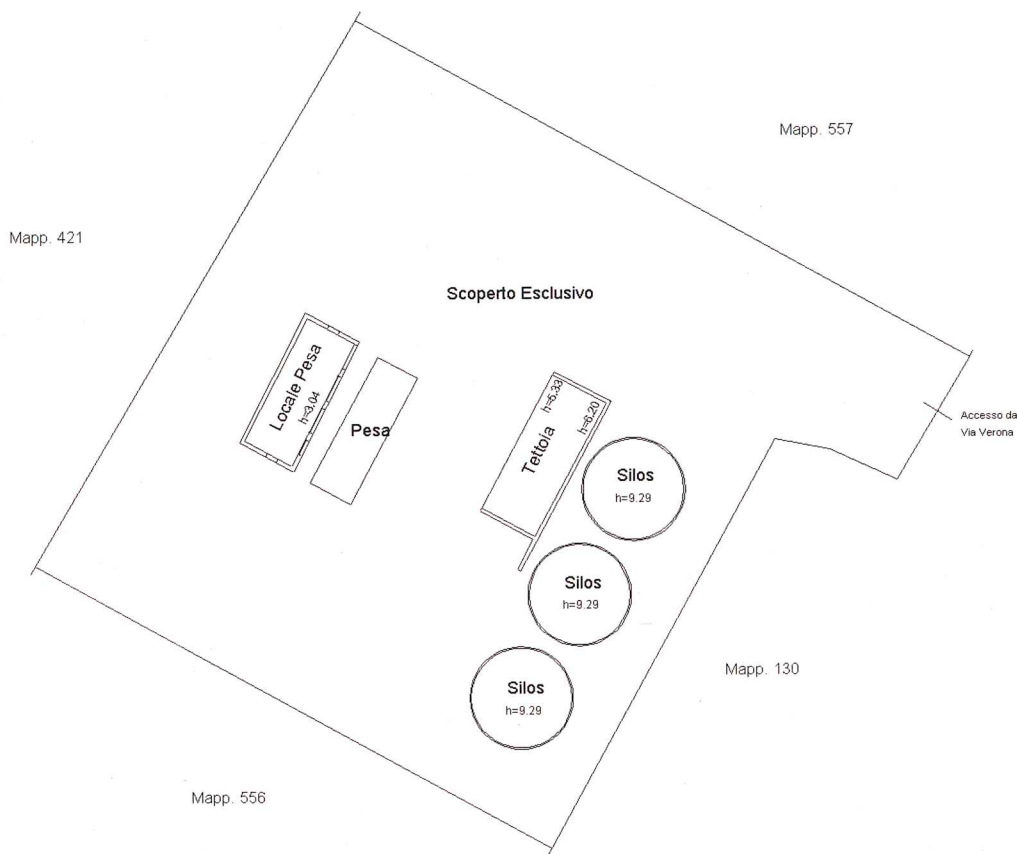 Mapp. 557
Mapp. 421
Scoperto Esclusivo
Locale Pesa
h=3.04
Pesa
Tettoia
h=5.33
h=6.20
Accesso da
Via Verona
Silos
h=9.29
Silos
h=9.29
Silos
h=9.29
Mapp. 130
Mapp. 556